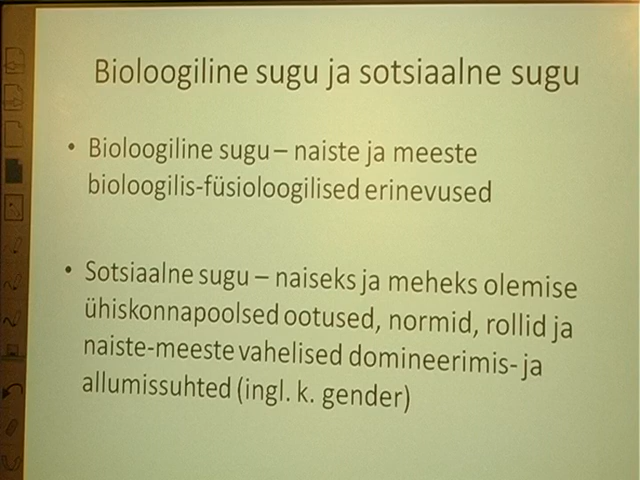 Bioloogiline sugu ja sotsiaalne sugu
• Bioloogiline sugu – naiste ja meeste
bioloogilis-füsioloogilised erinevused
• Sotsiaalne sugu – naiseks ja meheks olemise
ühiskonnapoolsed ootused, normid, rollid ja
naiste-meeste vahelised domineerimis- ja
allumissuhted (ingl. k. gender)